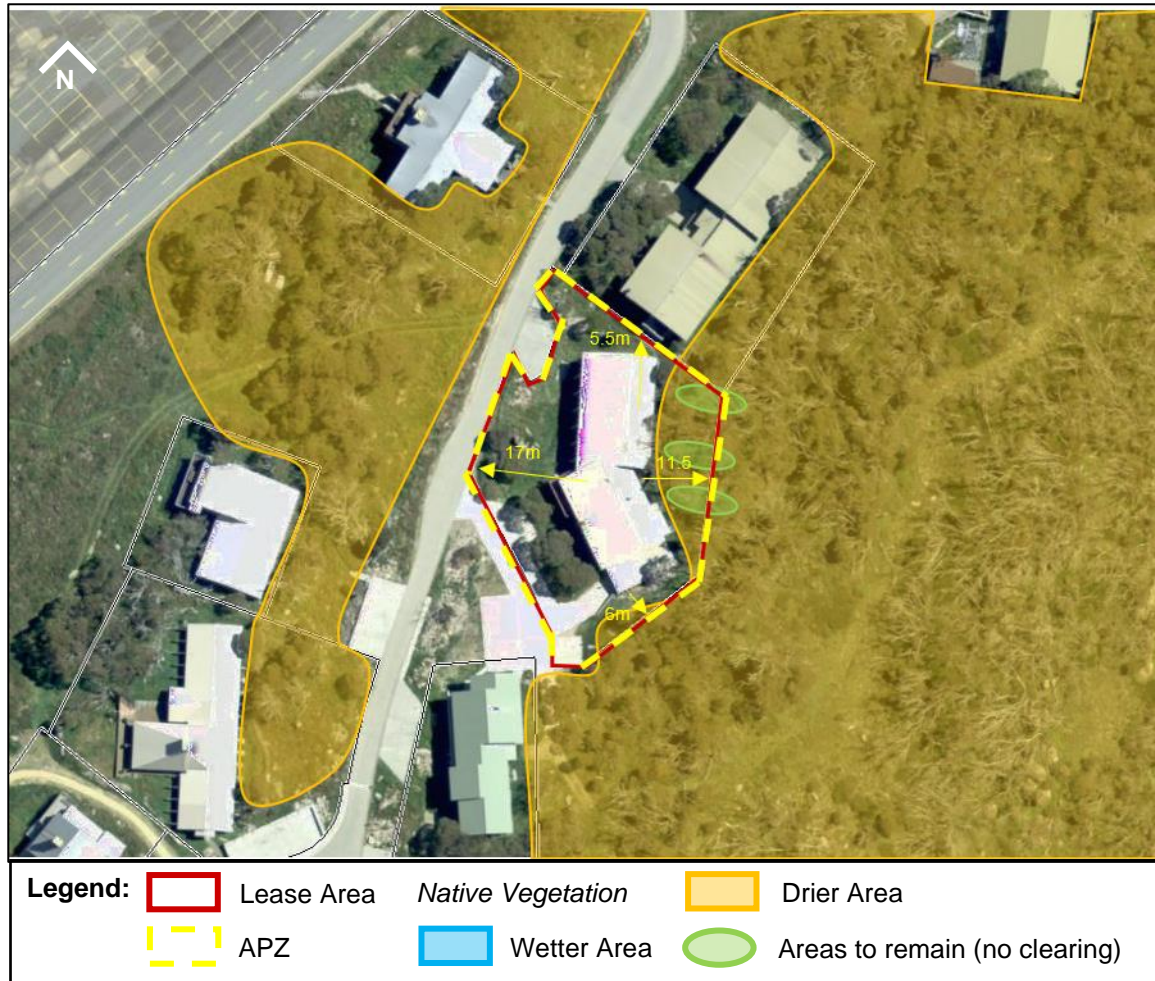 N
5.5m
17m
11.5
6m
Legend:
Lease Area
Native Vegetation
Drier Area
APZ
Wetter Area
Areas to remain (no clearing)